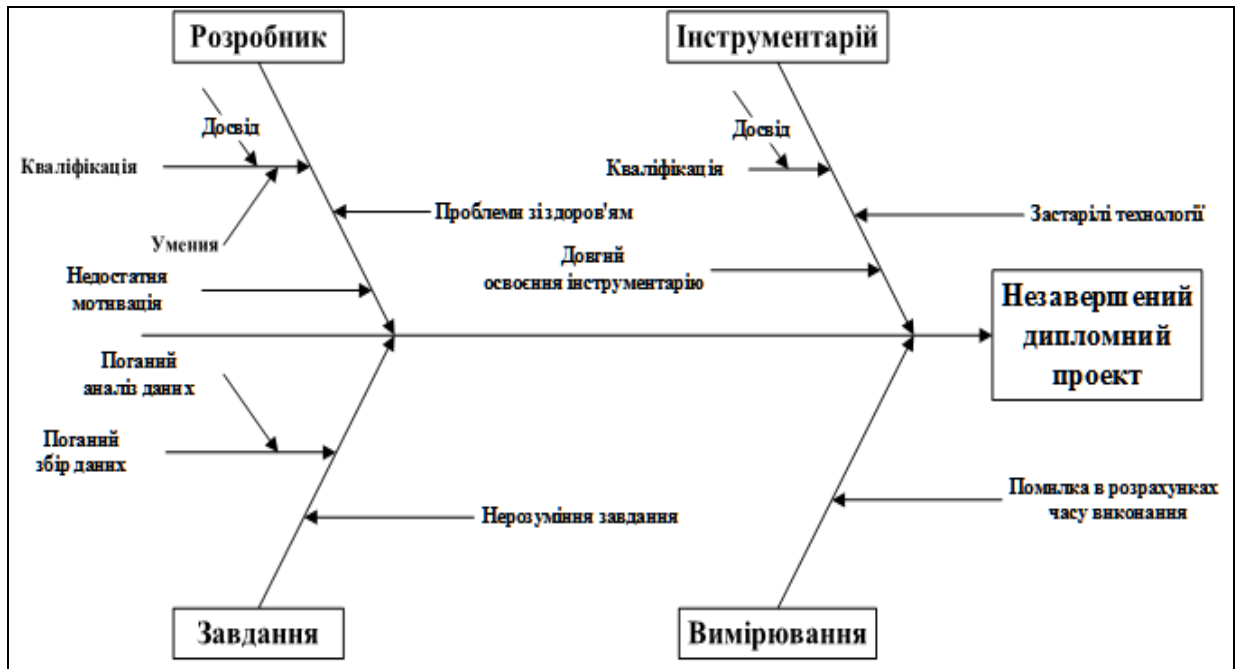 Розробник
Інструментарій
Досвід
Досвід
Кваліфікація
Кваліфікація
Проблеми зі здоров'ям
Застарілі технології
Умения
Недостатня
мотивація
Довгий
освоєння інструментарію
Незавершений
дипломний
проект
Поганий
аналіз даних
Поганий
збір даних
Нерозуміння завдання
Помилка в розрахунках
часу виконання
Завдання
Вимірювання